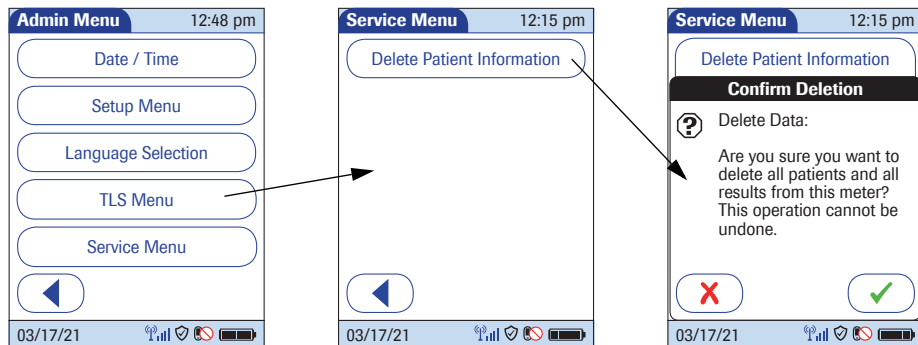 Admin Menu 12:48 pm
Date / Time
Setup Menu
Language Selection
TLS Menu
Service Menu
03/17/21
Service Menu 12:15 pm
Delete Patient Information
03/17/21
Service Menu 12:15 pm
Delete Patient Information
Confirm Deletion
? Delete Data:
Are you sure you want to
delete all patients and all
results from this meter?
This operation cannot be
undone.
03/17/21